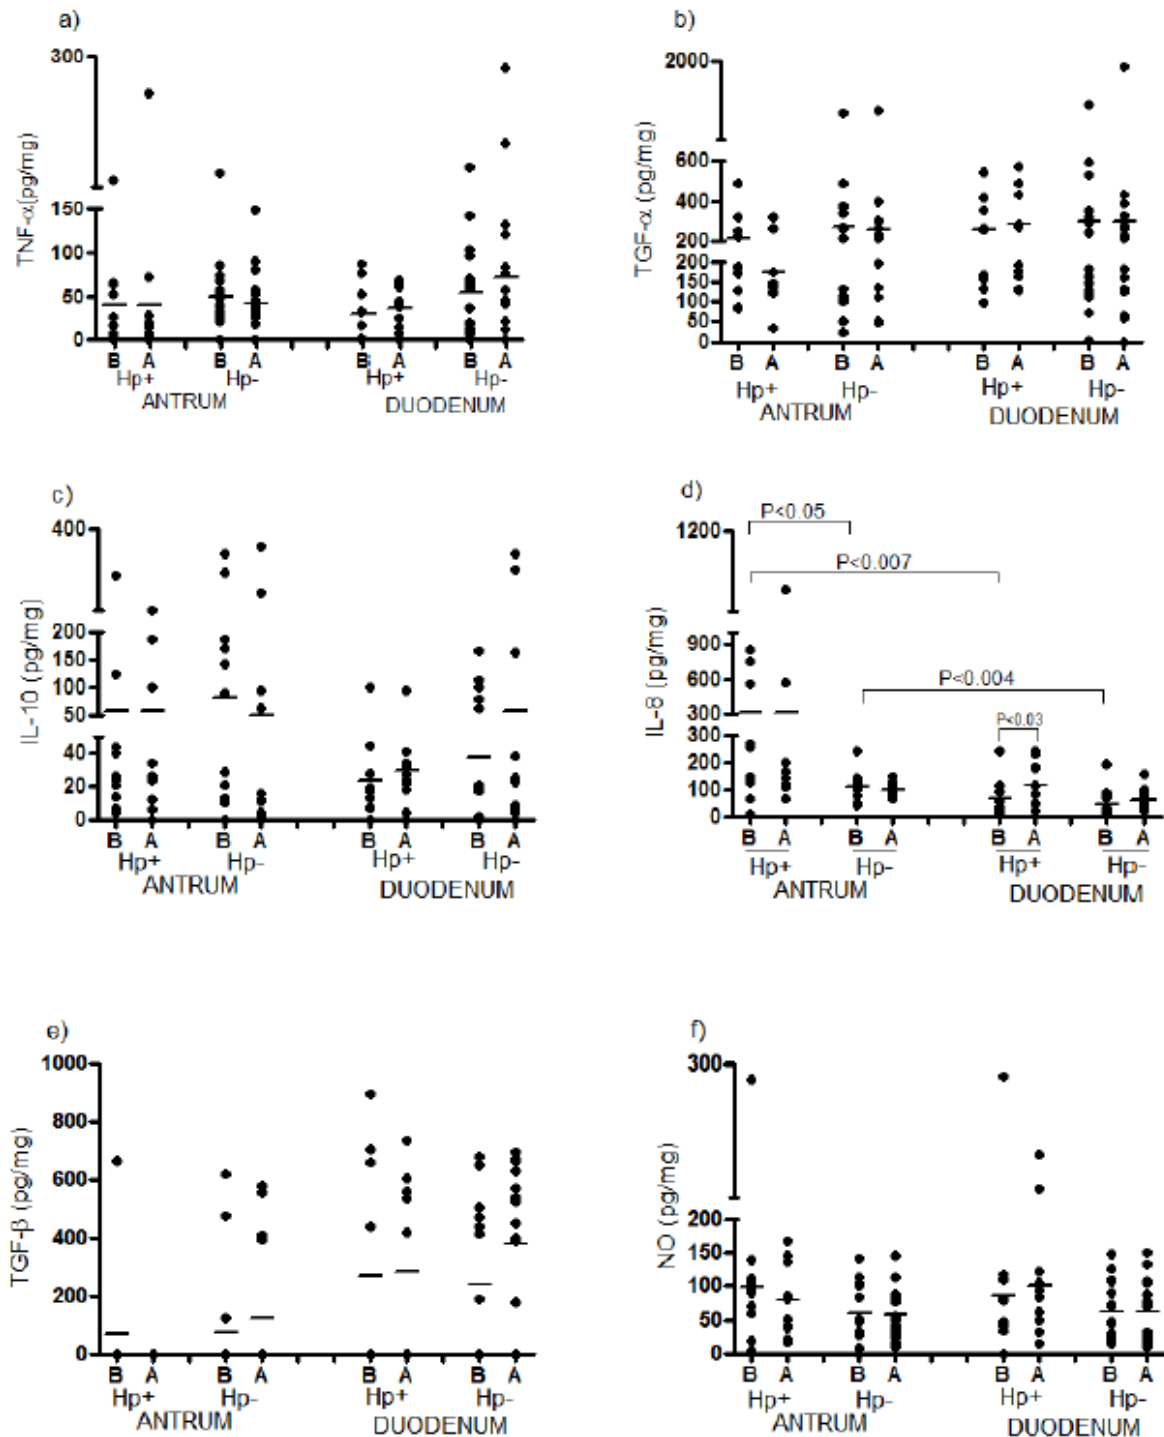 a)
300
150
100
50
0
TNF-α(pg/mg)
B A B A B A B A
Hp+ Hp- Hp+ Hp-
ANTRUM DUODENUM
b)
2000
600
400
200
200
150
100
50
0
TGF-α (pg/mg)
B A B A B A B A
Hp+ Hp- Hp+ Hp-
ANTRUM DUODENUM
c)
400
200
150
100
50
40
20
0
IL-10 (pg/mg)
B A B A B A B A
Hp+ Hp- Hp+ Hp-
ANTRUM DUODENUM
d)
1200
900
600
300
300
200
100
0
IL-8 (pg/mg)
P<0.05
P<0.007
P<0.004
P<0.03
B A B A B A B A
Hp+ Hp- Hp+ Hp-
ANTRUM DUODENUM
e)
1000
800
600
400
200
0
TGF-β (pg/mg)
B A B A B A B A
Hp+ Hp- Hp+ Hp-
ANTRUM DUODENUM
f)
300
200
150
100
50
0
NO (pg/mg)
B A B A B A B A
Hp+ Hp- Hp+ Hp-
ANTRUM DUODENUM